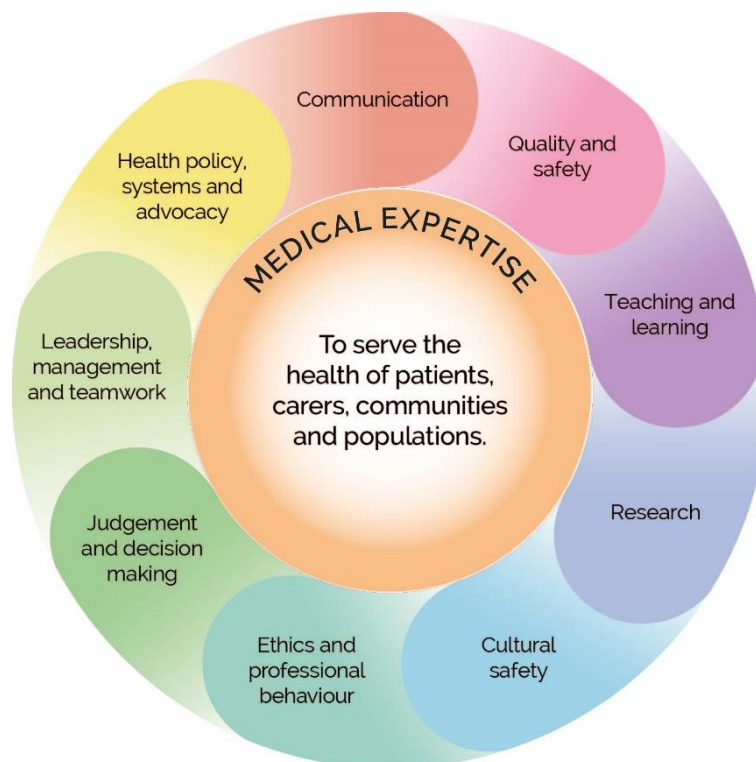 Communication
Quality and
safety
Teaching and
learning
Research
Cultural
safety
Ethics and
professional
behaviour
Judgement
and decision
making
Leadership,
management
and teamwork
Health policy,
systems and
advocacy
MEDICAL EXPERTISE
To serve the
health of patients,
carers, communities
and populations.